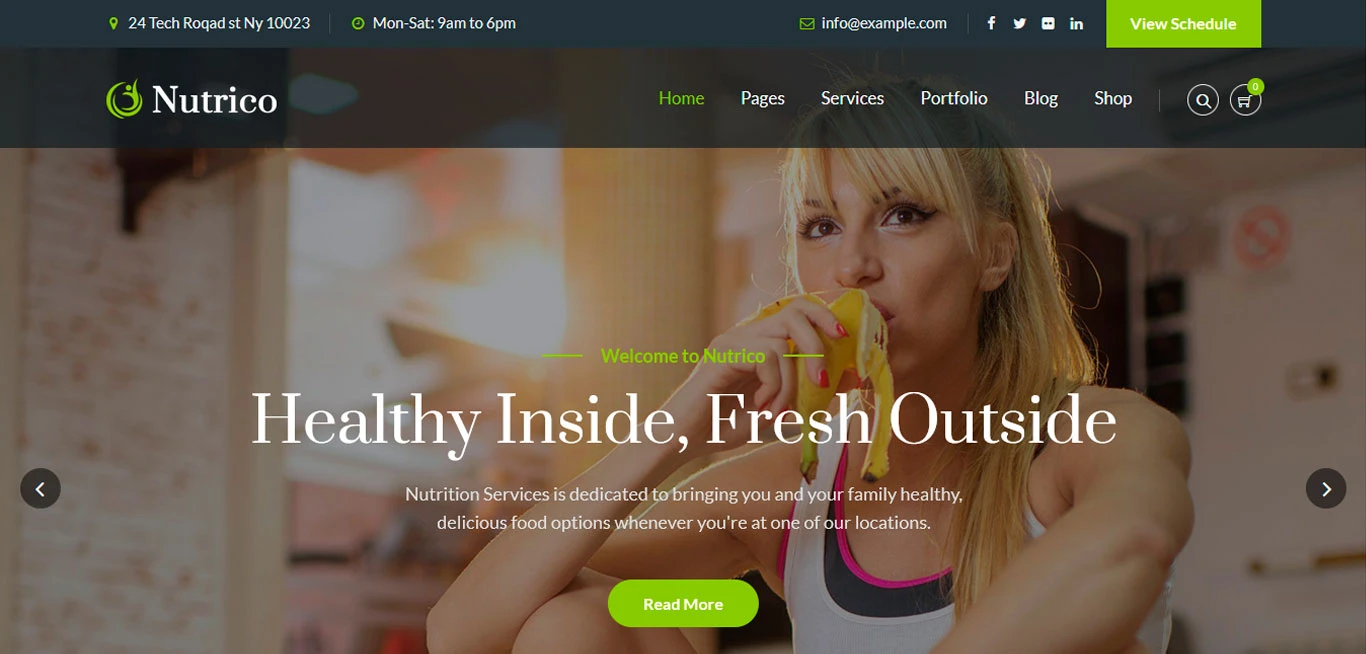 24 Tech Roqad st Ny 10023
Mon-Sat: 9am to 6pm
info@example.com
View Schedule
Nutrico
Home
Pages
Services
Portfolio
Blog
Shop
0
Welcome to Nutrico
Healthy Inside, Fresh Outside
Nutrition Services is dedicated to bringing you and your family healthy,
delicious food options whenever you're at one of our locations.
Read More